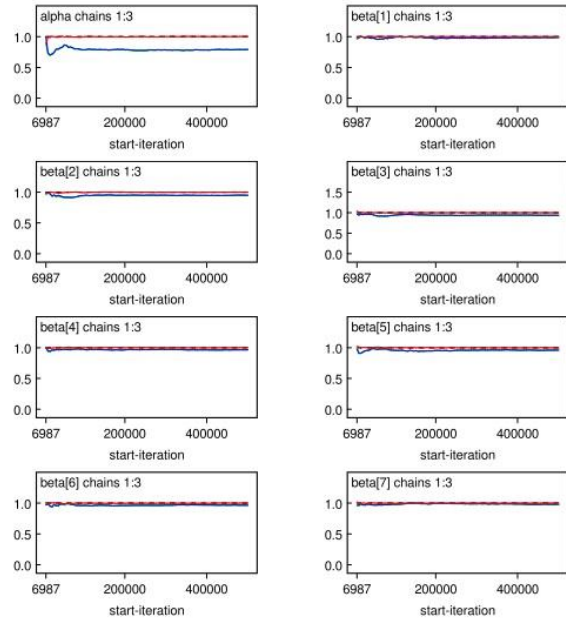 alpha chains 1:3
1.0
0.5
0.0
6987 200000 400000
start-iteration
beta[1] chains 1:3
1.0
0.5
0.0
6987 200000 400000
start-iteration
beta[2] chains 1:3
1.0
0.5
0.0
6987 200000 400000
start-iteration
beta[3] chains 1:3
1.5
1.0
0.5
0.0
6987 200000 400000
start-iteration
beta[4] chains 1:3
1.0
0.5
0.0
6987 200000 400000
start-iteration
beta[5] chains 1:3
1.0
0.5
0.0
6987 200000 400000
start-iteration
beta[6] chains 1:3
1.0
0.5
0.0
6987 200000 400000
start-iteration
beta[7] chains 1:3
1.0
0.5
0.0
6987 200000 400000
start-iteration